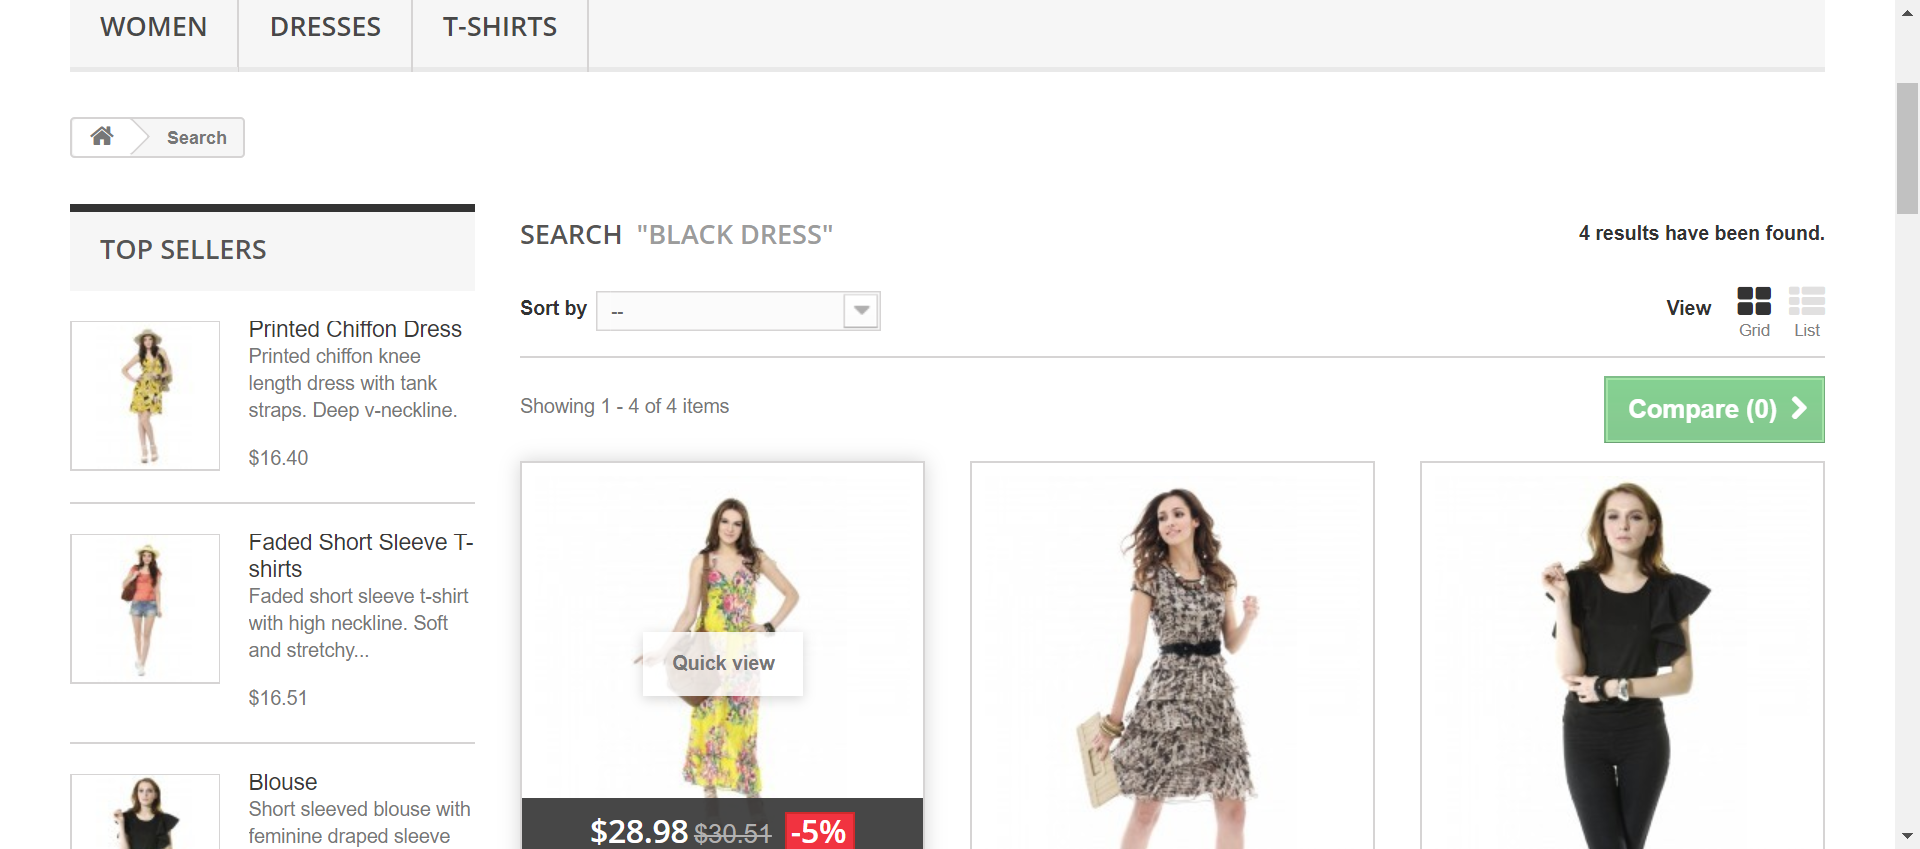 WOMEN
DRESSES
T-SHIRTS
Search
TOP SELLERS
Printed Chiffon Dress
Printed chiffon knee
length dress with tank
straps. Deep v-neckline.
$16.40
Faded Short Sleeve T-
shirts
Faded short sleeve t-shirt
with high neckline. Soft
and stretchy...
$16.51
Blouse
Short sleeved blouse with
feminine draped sleeve
SEARCH "BLACK DRESS"
4 results have been found.
Sort by --
View
Grid
List
Showing 1 - 4 of 4 items
Compare (0)
Quick view
$28.98 $30.51 -5%